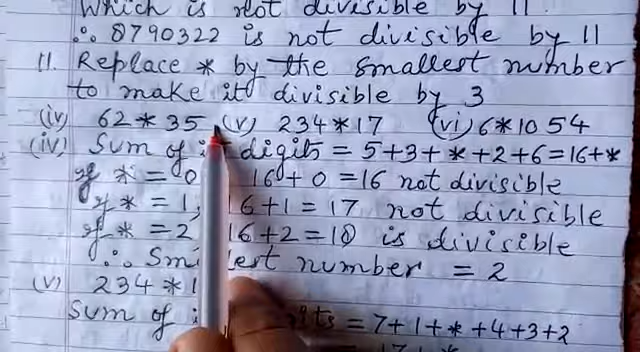 Which is not divisible by 11
∴ 8790322 is not divisible by 11
11. Replace * by the smallest number
to make it divisible by 3
(iv) 62*35 (v) 234*17 (vi) 6*1054
(iv) Sum of digits = 5+3+*+2+6=16+*
If * = 0 16+0 =16 not divisible
If * = 1, 16+1 = 17 not divisible
If * = 2 16+2 = 18 is divisible
∴ Smallest number = 2
(v) 234*1
Sum of = 7+1+*+4+3+2